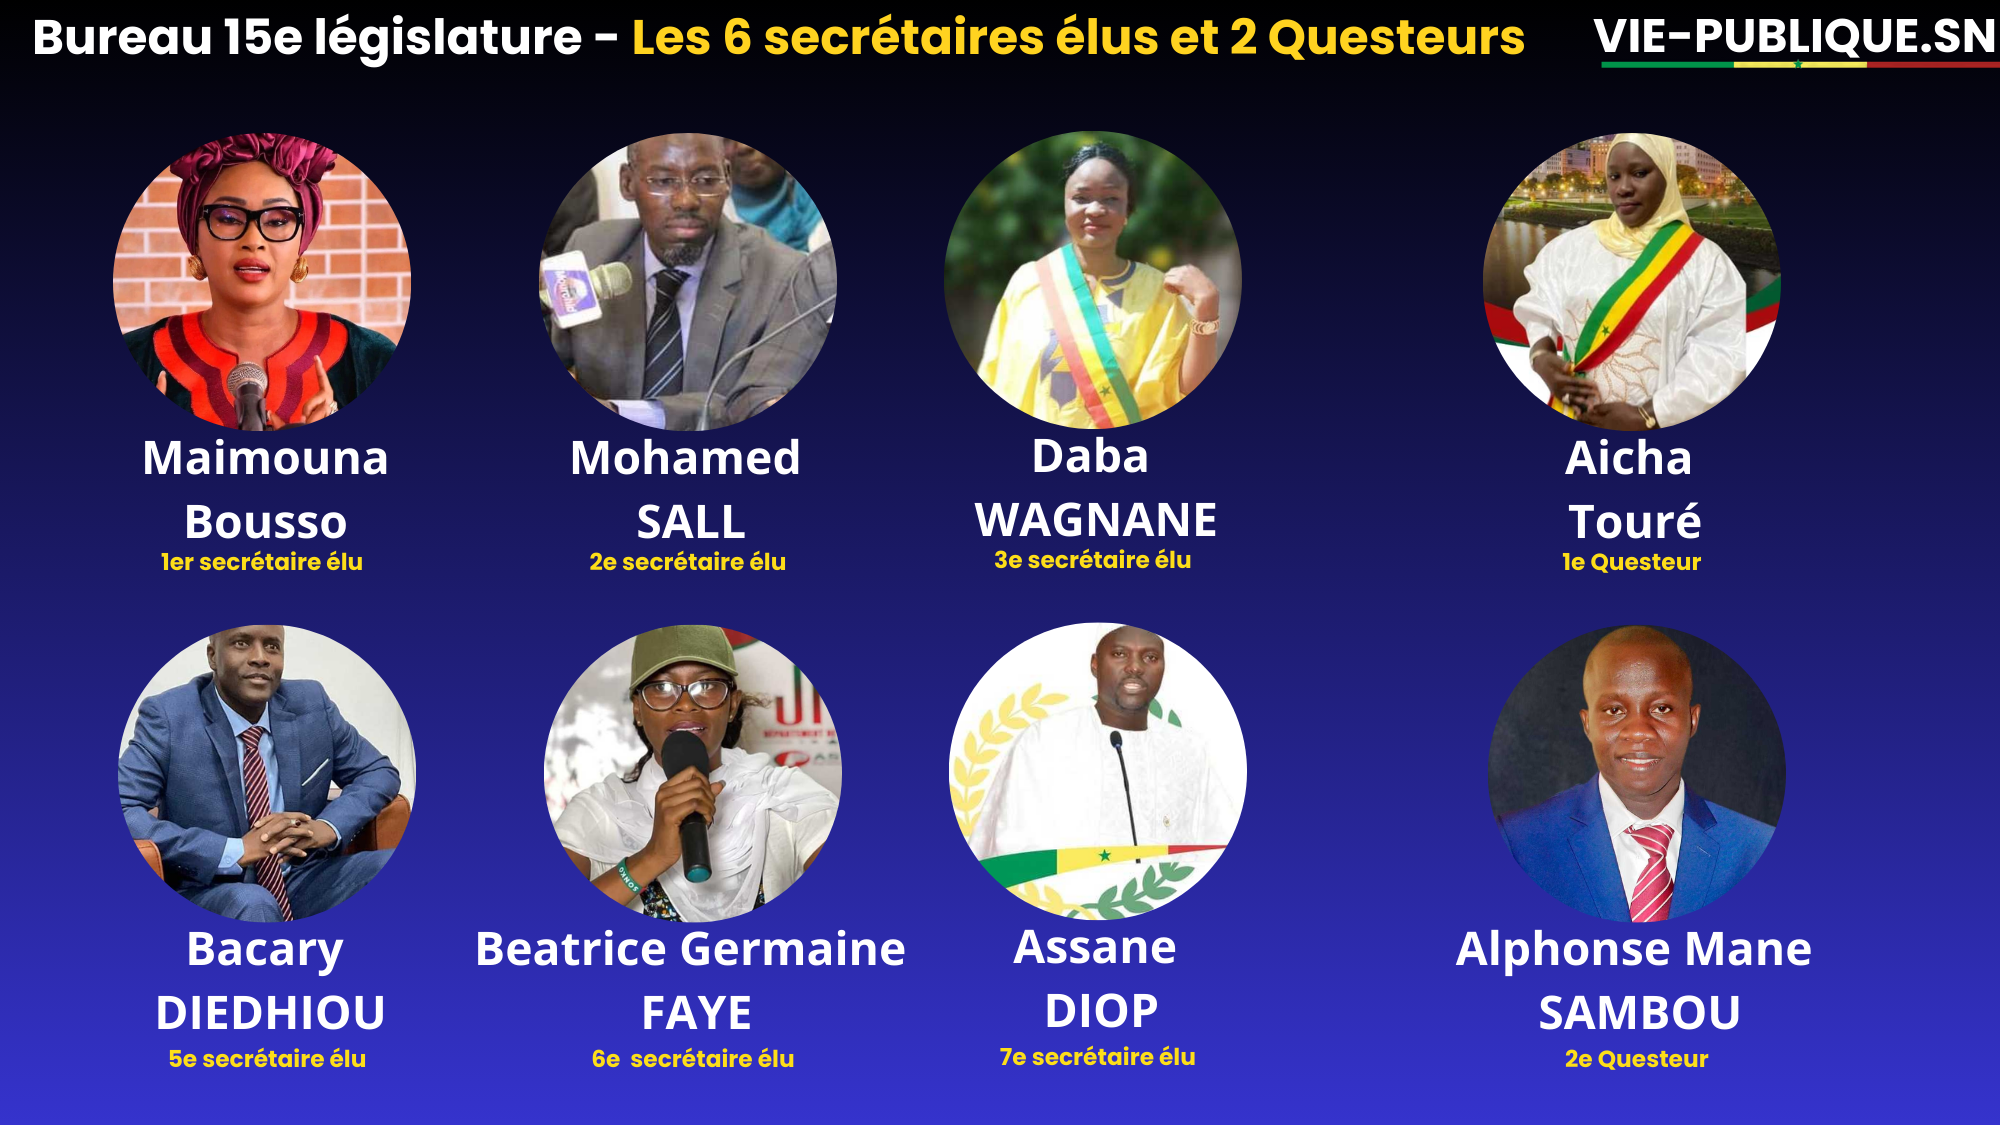 Bureau 15e législature - Les 6 secrétaires élus et 2 Questeurs
VIE-PUBLIQUE.SN
Maimouna
Bousso
1er secrétaire élu
Mohamed
SALL
2e secrétaire élu
Daba
WAGNANE
3e secrétaire élu
Aicha
Touré
1e Questeur
Bacary
DIEDHIOU
5e secrétaire élu
Beatrice Germaine
FAYE
6e secrétaire élu
SONKO
Assane
DIOP
7e secrétaire élu
Alphonse Mane
SAMBOU
2e Questeur